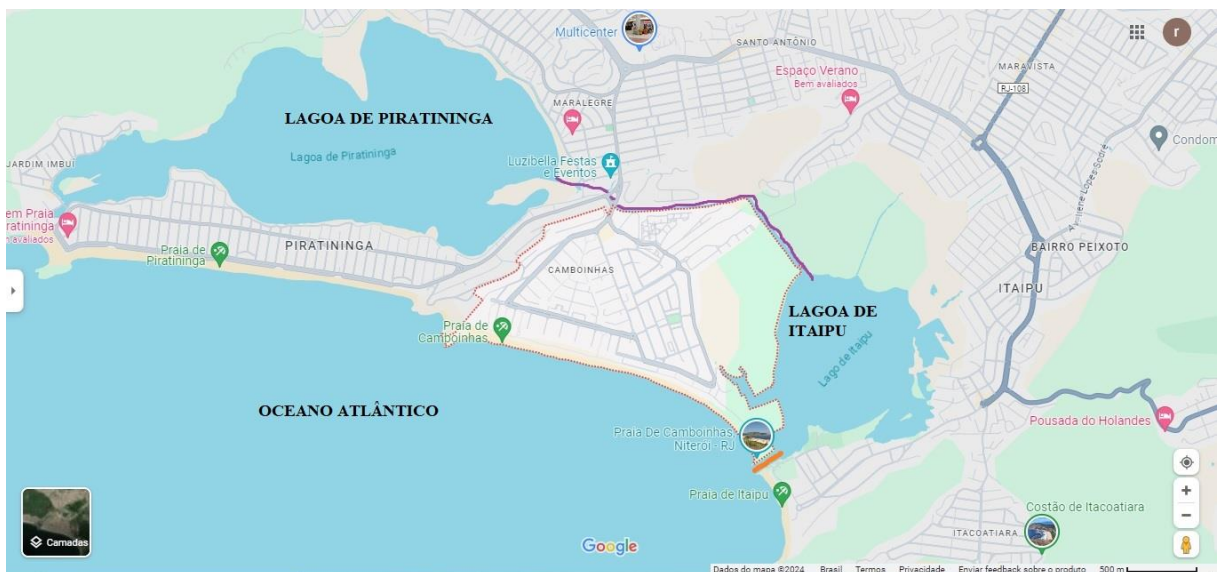 Multicenter
SANTO ANTÔNIO
MARAVISTA
RJ-108
r
Espaço Verano
Bem avaliados
Condom
MARALEGRE
LAGOA DE PIRATININGA
Lagoa de Piratininga
JARDIM IMBUÍ
Luzibella Festas
e Eventos
Av. Irene Lopes Sodré
em Praia
ratininga
m avaliados
PIRATININGA
Praia de
Piratininga
CAMBOINHAS
BAIRRO PEIXOTO
ITAIPU
LAGOA DE
ITAIPU
Lago de Itaipu
Praia de
Camboinhas
OCEANO ATLÂNTICO
Praia De Camboinhas
Niterói - RJ
Pousada do Holandes
Praia de Itaipu
Costão de Itacoatiara
ITACOATIARA
Camadas
Google
Dados do mapa ©2024 Brasil Termos Privacidade Enviar feedback sobre o produto 500 m